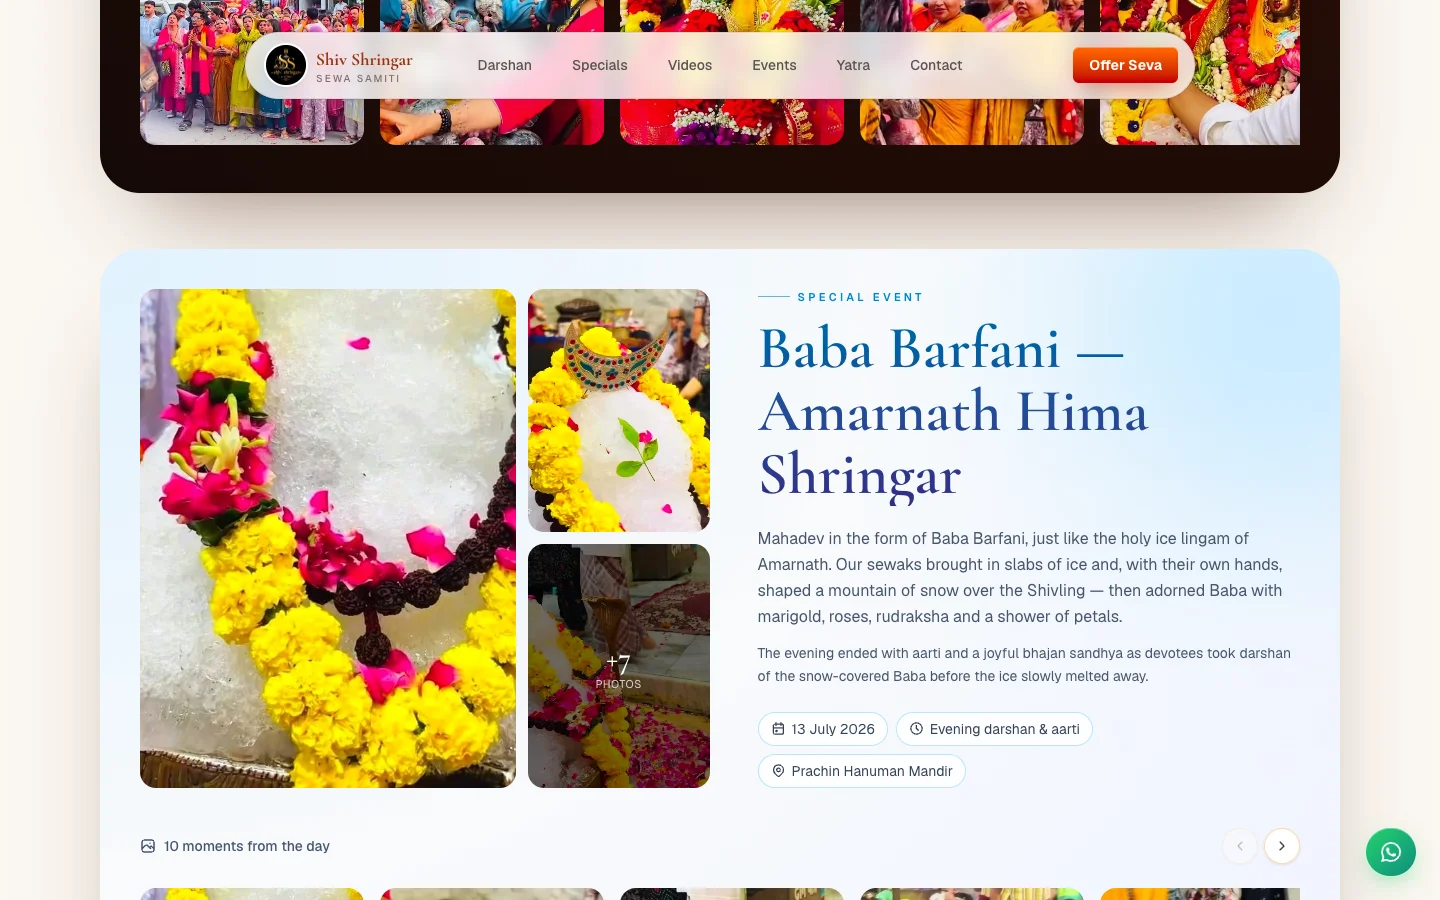 Shiv Shringar
SEWA SAMITI
Darshan
Specials
Videos
Events
Yatra
Contact
Offer Seva
SPECIAL EVENT
Baba Barfani —
Amarnath Hima
Shringar
Mahadev in the form of Baba Barfani, just like the holy ice lingam of
Amarnath. Our sewaks brought in slabs of ice and, with their own hands,
shaped a mountain of snow over the Shivling — then adorned Baba with
marigold, roses, rudraksha and a shower of petals.
The evening ended with aarti and a joyful bhajan sandhya as devotees took darshan
of the snow-covered Baba before the ice slowly melted away.
13 July 2026
Evening darshan & aarti
Prachin Hanuman Mandir
+7
PHOTOS
10 moments from the day